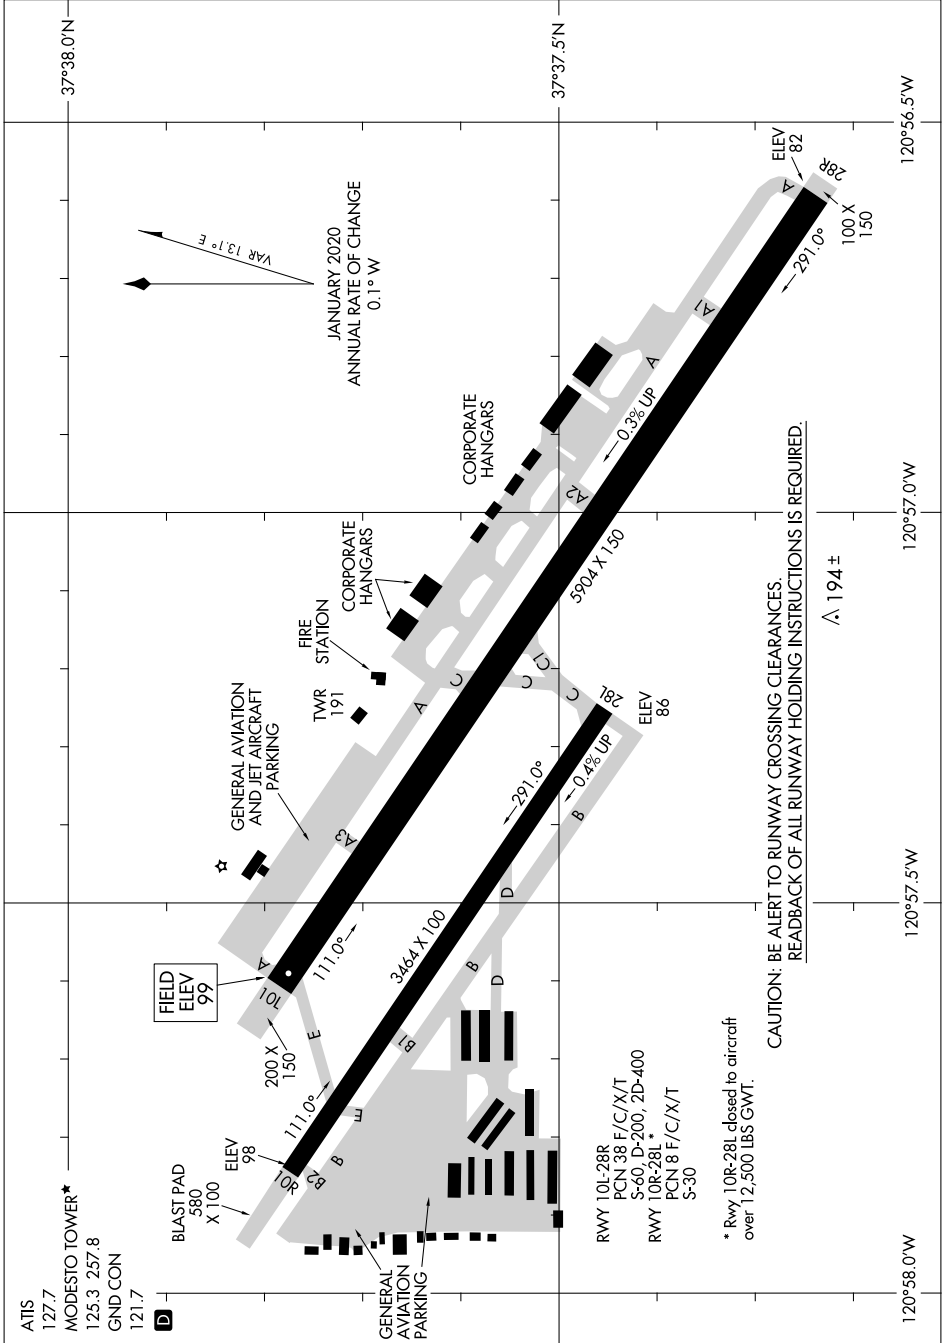 ATIS
127.7
MODESTO TOWER★
125.3 257.8
GND CON
121.7
D
37°38.0'N
37°37.5'N
120°56.5'W
120°57.0'W
120°57.5'W
120°58.0'W
VAR 13.1° E
JANUARY 2020
ANNUAL RATE OF CHANGE
0.1° W
FIELD
ELEV
99
GENERAL AVIATION
AND JET AIRCRAFT
PARKING
TWR
191
FIRE
STATION
CORPORATE
HANGARS
CORPORATE
HANGARS
ELEV
82
28R
100 X
150
291.0°
A
A1
A
0.3% UP
A2
5904 X 150
C
C
C1
C
A
A3
A
10L
111.0°
200 X
150
E
E
BLAST PAD
580
X 100
ELEV
98
10R
111.0°
B2
B
B1
3464 X 100
B
D
D
B
291.0°
0.4% UP
28L
ELEV
86
GENERAL
AVIATION
PARKING
RWY 10L-28R
PCN 38 F/C/X/T
S-60, D-200, 2D-400
RWY 10R-28L *
PCN 8 F/C/X/T
S-30
* Rwy 10R-28L closed to aircraft
over 12,500 LBS GWT.
194 ±
CAUTION: BE ALERT TO RUNWAY CROSSING CLEARANCES.
READBACK OF ALL RUNWAY HOLDING INSTRUCTIONS IS REQUIRED.